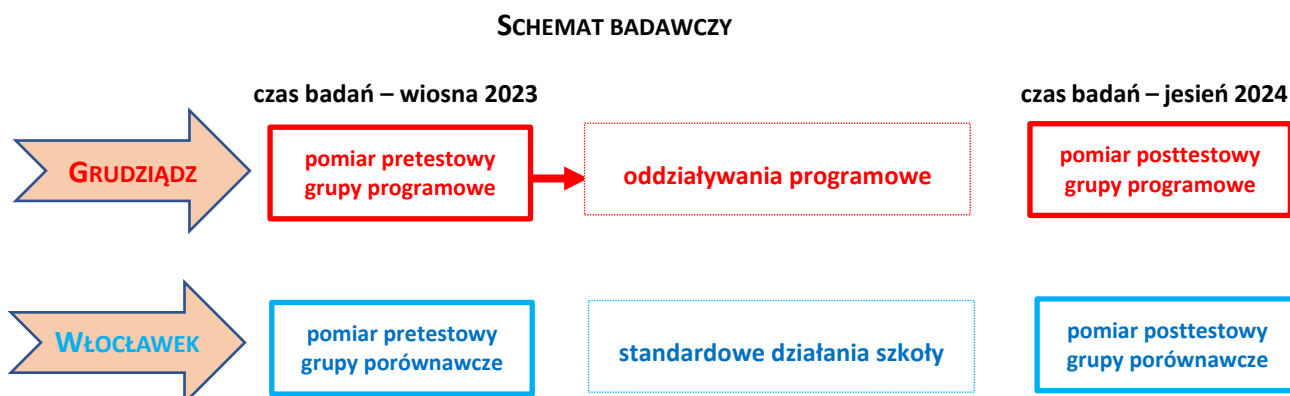 SCHEMAT BADAWCZY
czas badań – wiosna 2023
czas badań – jesień 2024
GRUDZIĄDZ
pomiar pretestowy
grupy programowe
oddziaływania programowe
pomiar posttestowy
grupy programowe
WŁOCŁAWEK
pomiar pretestowy
grupy porównawcze
standardowe działania szkoły
pomiar posttestowy
grupy porównawcze